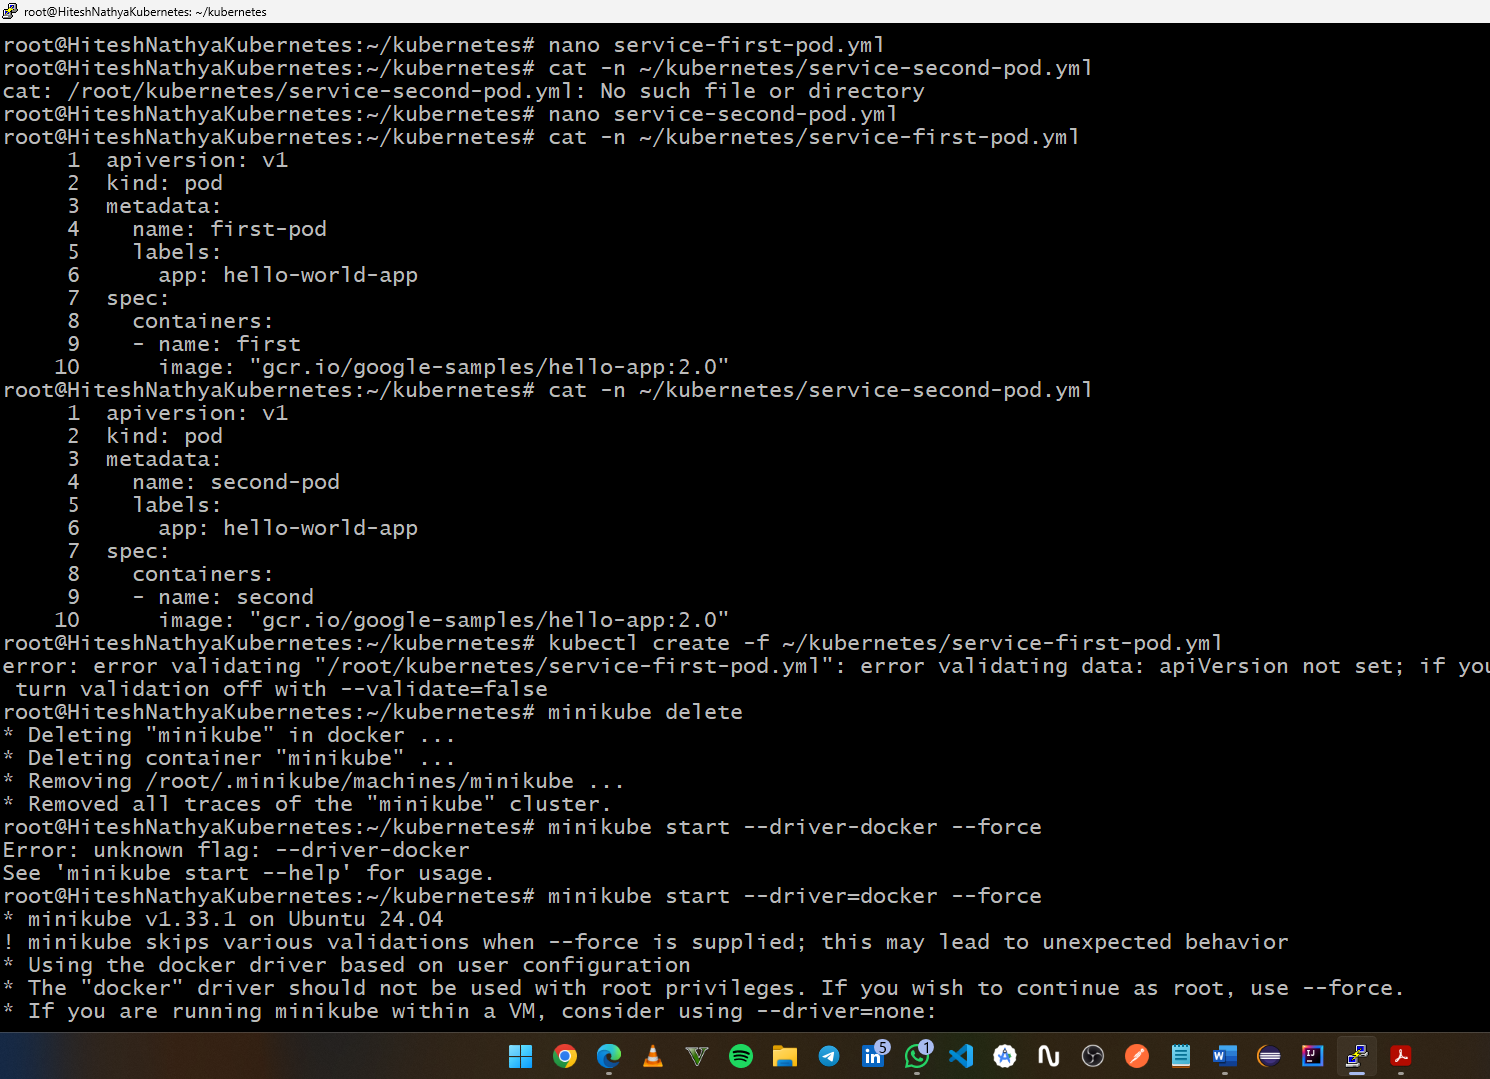 root@HiteshNathyaKubernetes: ~/kubernetes
root@HiteshNathyaKubernetes:~/kubernetes# nano service-first-pod.yml
root@HiteshNathyaKubernetes:~/kubernetes# cat -n ~/kubernetes/service-second-pod.yml
cat: /root/kubernetes/service-second-pod.yml: No such file or directory
root@HiteshNathyaKubernetes:~/kubernetes# nano service-second-pod.yml
root@HiteshNathyaKubernetes:~/kubernetes# cat -n ~/kubernetes/service-first-pod.yml
     1  apiversion: v1
     2  kind: pod
     3  metadata:
     4    name: first-pod
     5    labels:
     6      app: hello-world-app
     7  spec:
     8    containers:
     9    - name: first
    10      image: "gcr.io/google-samples/hello-app:2.0"
root@HiteshNathyaKubernetes:~/kubernetes# cat -n ~/kubernetes/service-second-pod.yml
     1  apiversion: v1
     2  kind: pod
     3  metadata:
     4    name: second-pod
     5    labels:
     6      app: hello-world-app
     7  spec:
     8    containers:
     9    - name: second
    10      image: "gcr.io/google-samples/hello-app:2.0"
root@HiteshNathyaKubernetes:~/kubernetes# kubectl create -f ~/kubernetes/service-first-pod.yml
error: error validating "/root/kubernetes/service-first-pod.yml": error validating data: apiVersion not set; if you
 turn validation off with --validate=false
root@HiteshNathyaKubernetes:~/kubernetes# minikube delete
* Deleting "minikube" in docker ...
* Deleting container "minikube" ...
* Removing /root/.minikube/machines/minikube ...
* Removed all traces of the "minikube" cluster.
root@HiteshNathyaKubernetes:~/kubernetes# minikube start --driver-docker --force
Error: unknown flag: --driver-docker
See 'minikube start --help' for usage.
root@HiteshNathyaKubernetes:~/kubernetes# minikube start --driver=docker --force
* minikube v1.33.1 on Ubuntu 24.04
! minikube skips various validations when --force is supplied; this may lead to unexpected behavior
* Using the docker driver based on user configuration
* The "docker" driver should not be used with root privileges. If you wish to continue as root, use --force.
* If you are running minikube within a VM, consider using --driver=none:
5
1